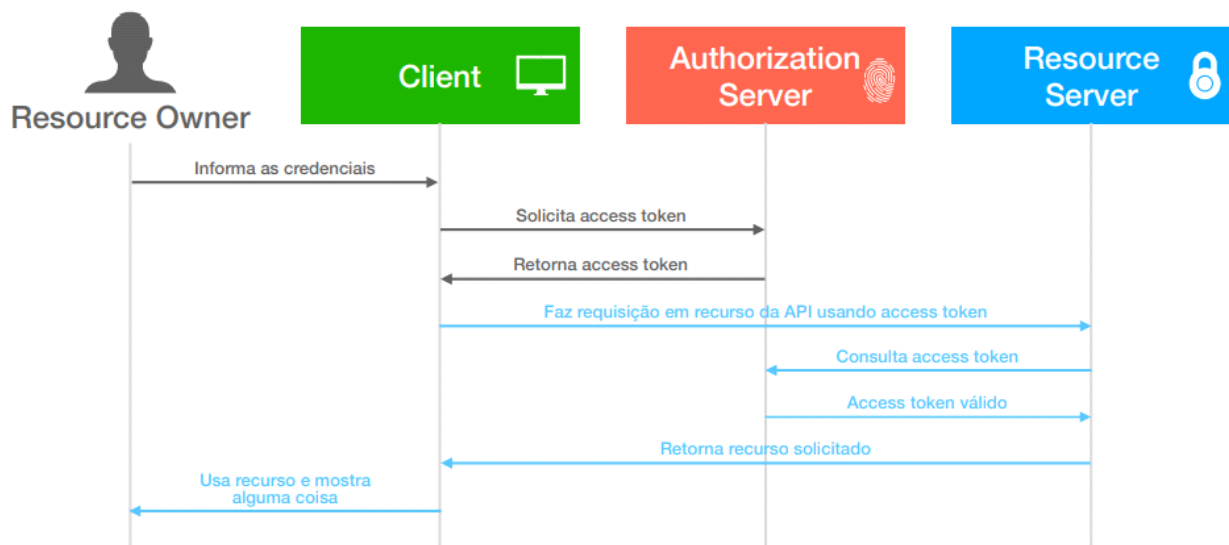 Resource Owner
Client
Authorization
Server
Resource
Server
Informa as credenciais
Solicita access token
Retorna access token
Faz requisição em recurso da API usando access token
Consulta access token
Access token válido
Retorna recurso solicitado
Usa recurso e mostra
alguma coisa